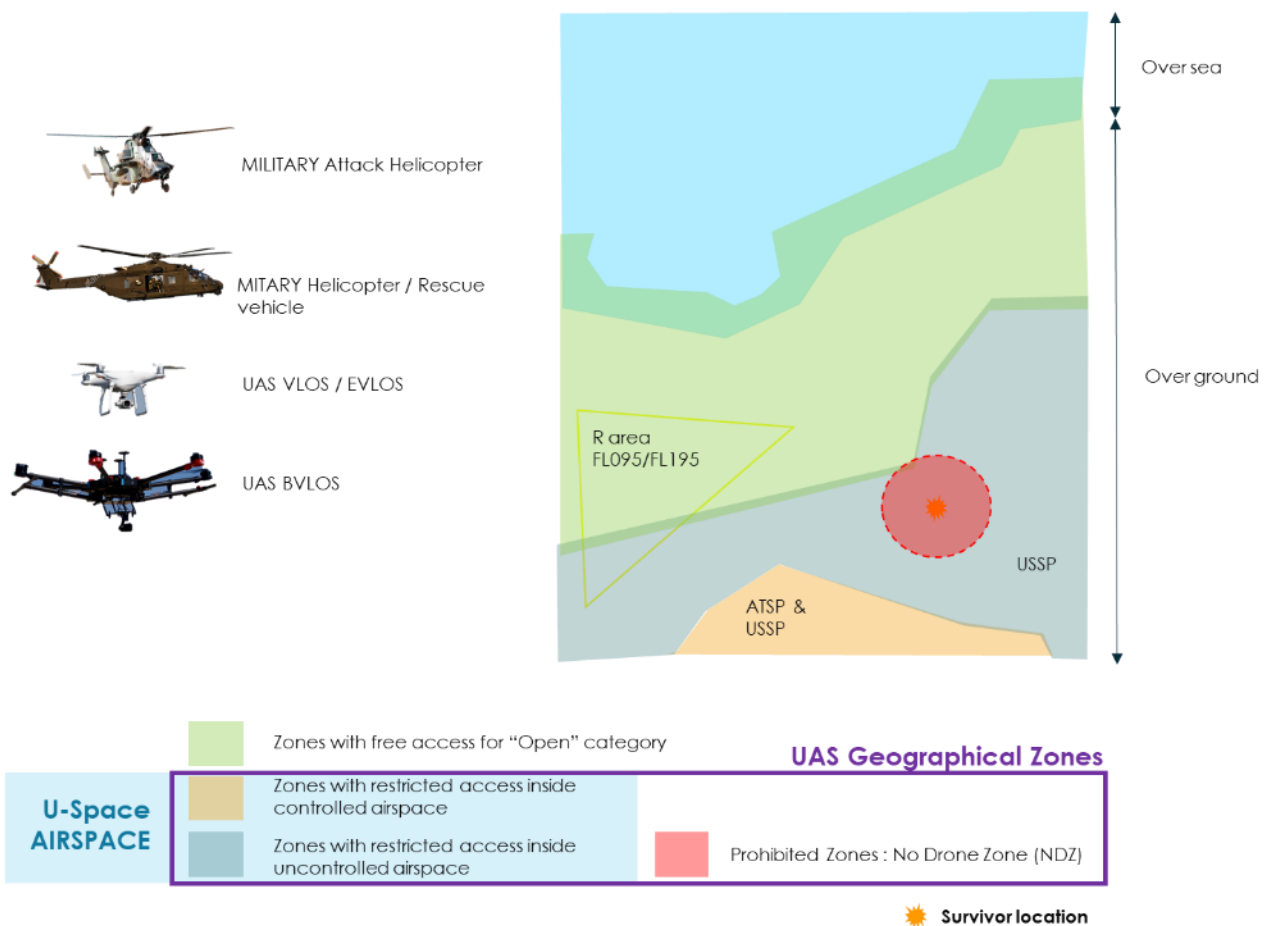 Over sea
MILITARY Attack Helicopter
MITARY Helicopter / Rescue
vehicle
Over ground
UAS VLOS / EVLOS
R area
FL095/FL195
UAS BVLOS
USSP
ATSP &
USSP
Zones with free access for “Open” category
UAS Geographical Zones
U-Space
AIRSPACE
Zones with restricted access inside
controlled airspace
Zones with restricted access inside
uncontrolled airspace
Prohibited Zones : No Drone Zone (NDZ)
Survivor location